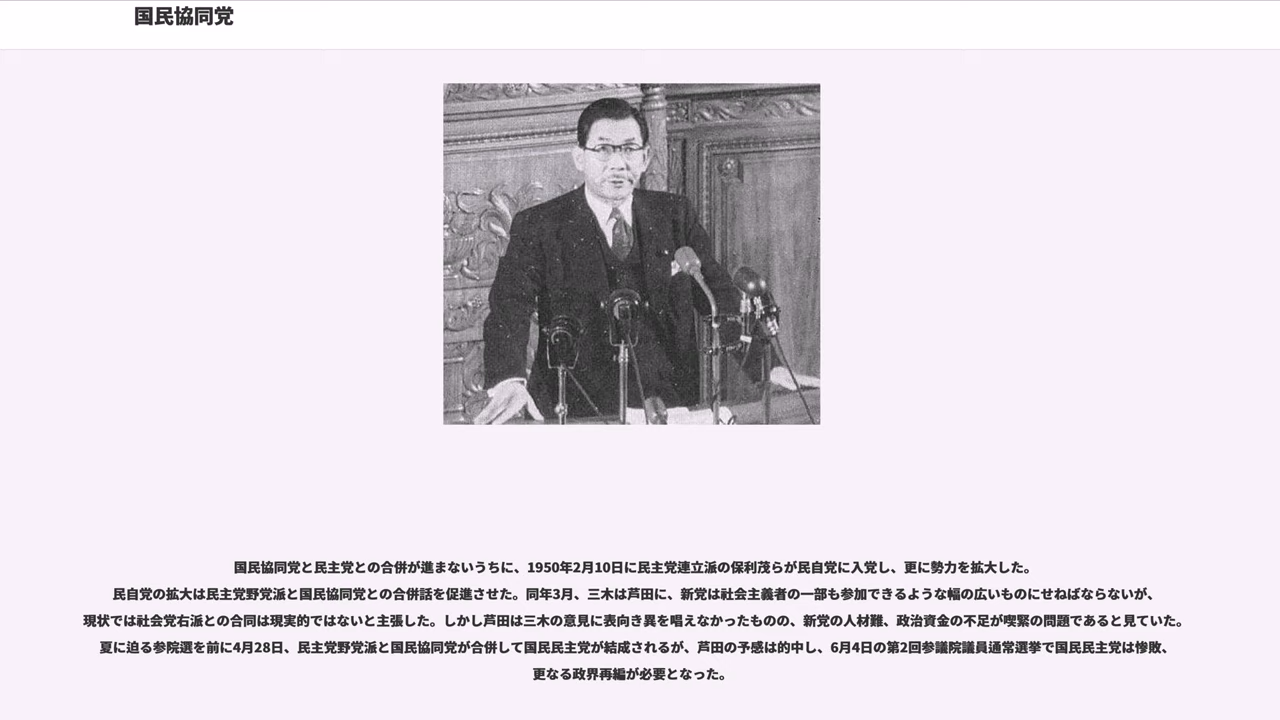 国民協同党
国民協同党と民主党との合併が進まないうちに、1950年2月10日に民主党連立派の保利茂らが民自党に入党し、更に勢力を拡大した。
民自党の拡大は民主党野党派と国民協同党との合併話を促進させた。同年3月、三木は芦田に、新党は社会主義者の一部も参加できるような幅の広いものにせねばならないが、
現状では社会党右派との合同は現実的ではないと主張した。しかし芦田は三木の意見に表向き異を唱えなかったものの、新党の人材難、政治資金の不足が喫緊の問題であると見ていた。
夏に迫る参院選を前に4月28日、民主党野党派と国民協同党が合併して国民民主党が結成されるが、芦田の予感は的中し、6月4日の第2回参議院議員通常選挙で国民民主党は惨敗、
更なる政界再編が必要となった。